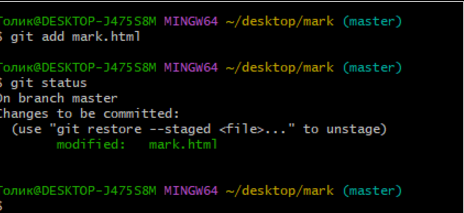 Толик@DESKTOP-J475S8M MINGW64 ~/desktop/mark (master)
$ git add mark.html
Толик@DESKTOP-J475S8M MINGW64 ~/desktop/mark (master)
$ git status
On branch master
Changes to be committed:
  (use "git restore --staged <file>..." to unstage)
        modified:   mark.html
Толик@DESKTOP-J475S8M MINGW64 ~/desktop/mark (master)
$